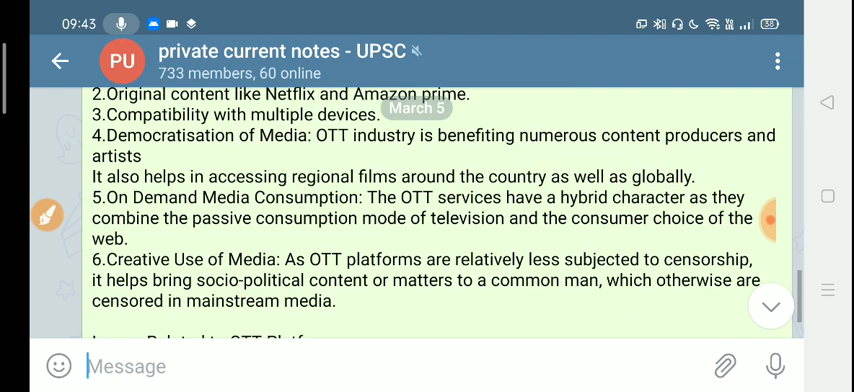 09:43
38
PU
private current notes - UPSC
733 members, 60 online
2.Original content like Netflix and Amazon prime.
March 5
3.Compatibility with multiple devices.
4.Democratisation of Media: OTT industry is benefiting numerous content producers and
artists
It also helps in accessing regional films around the country as well as globally.
5.On Demand Media Consumption: The OTT services have a hybrid character as they
combine the passive consumption mode of television and the consumer choice of the
web.
6.Creative Use of Media: As OTT platforms are relatively less subjected to censorship,
it helps bring socio-political content or matters to a common man, which otherwise are
censored in mainstream media.
Message